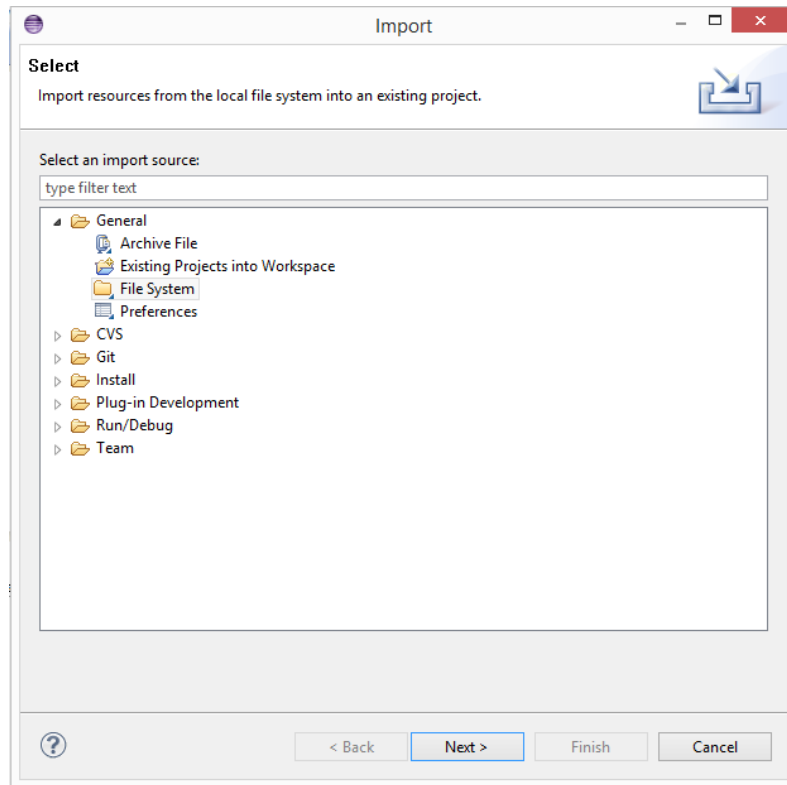 Import
Select
Import resources from the local file system into an existing project.
Select an import source:
type filter text
General
Archive File
Existing Projects into Workspace
File System
Preferences
CVS
Git
Install
Plug-in Development
Run/Debug
Team
? < Back Next > Finish Cancel